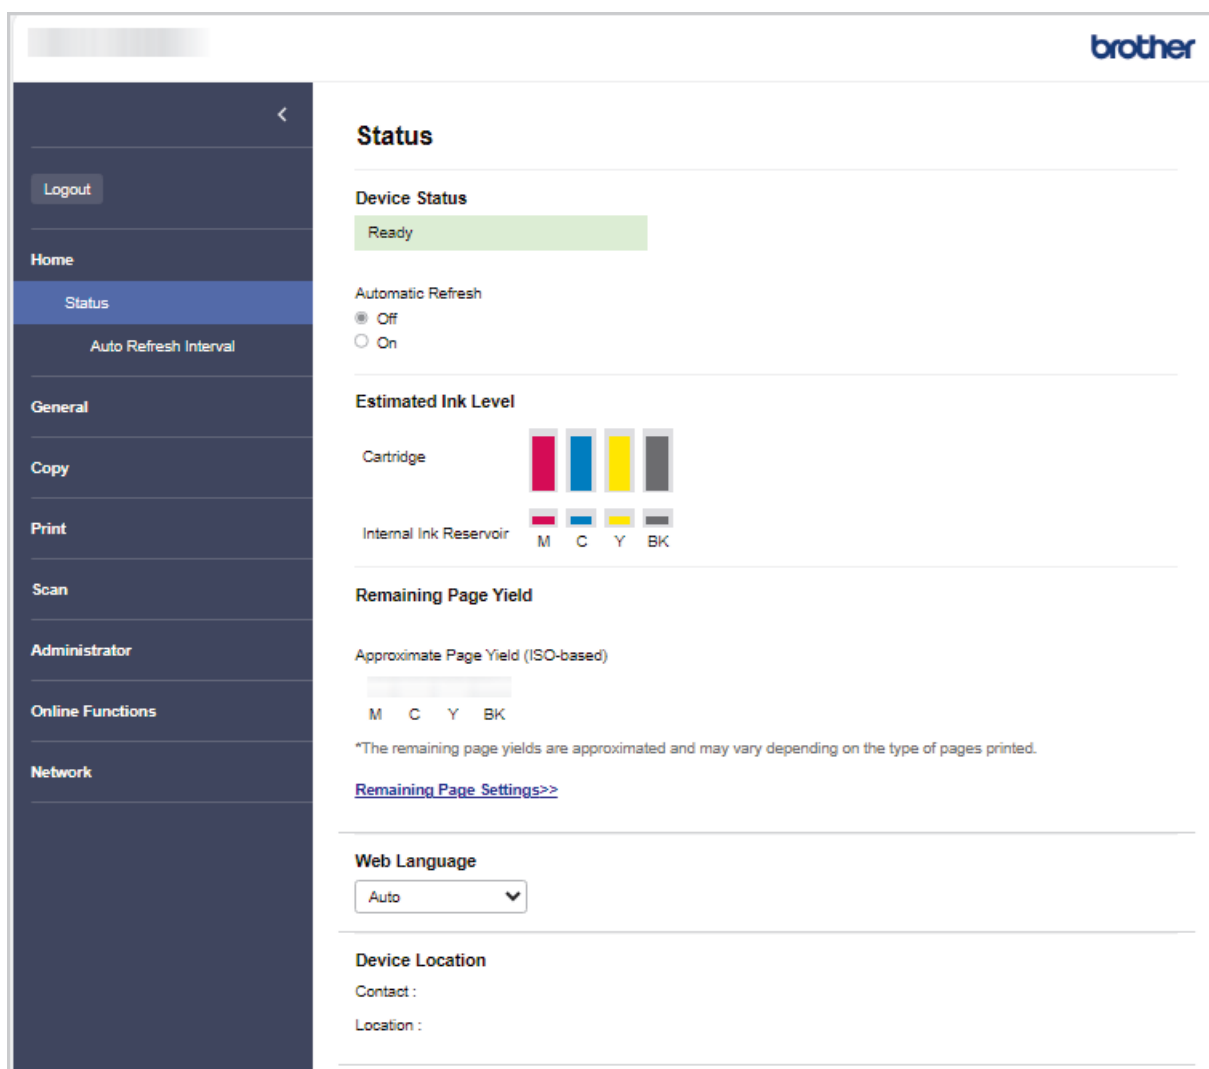 brother
Logout
Home
Status
Auto Refresh Interval
General
Copy
Print
Scan
Administrator
Online Functions
Network
Status
Device Status
Ready
Automatic Refresh
Off
On
Estimated Ink Level
Cartridge
Internal Ink Reservoir
M C Y BK
Remaining Page Yield
Approximate Page Yield (ISO-based)
M C Y BK
*The remaining page yields are approximated and may vary depending on the type of pages printed.
Remaining Page Settings>>
Web Language
Auto
Device Location
Contact :
Location :